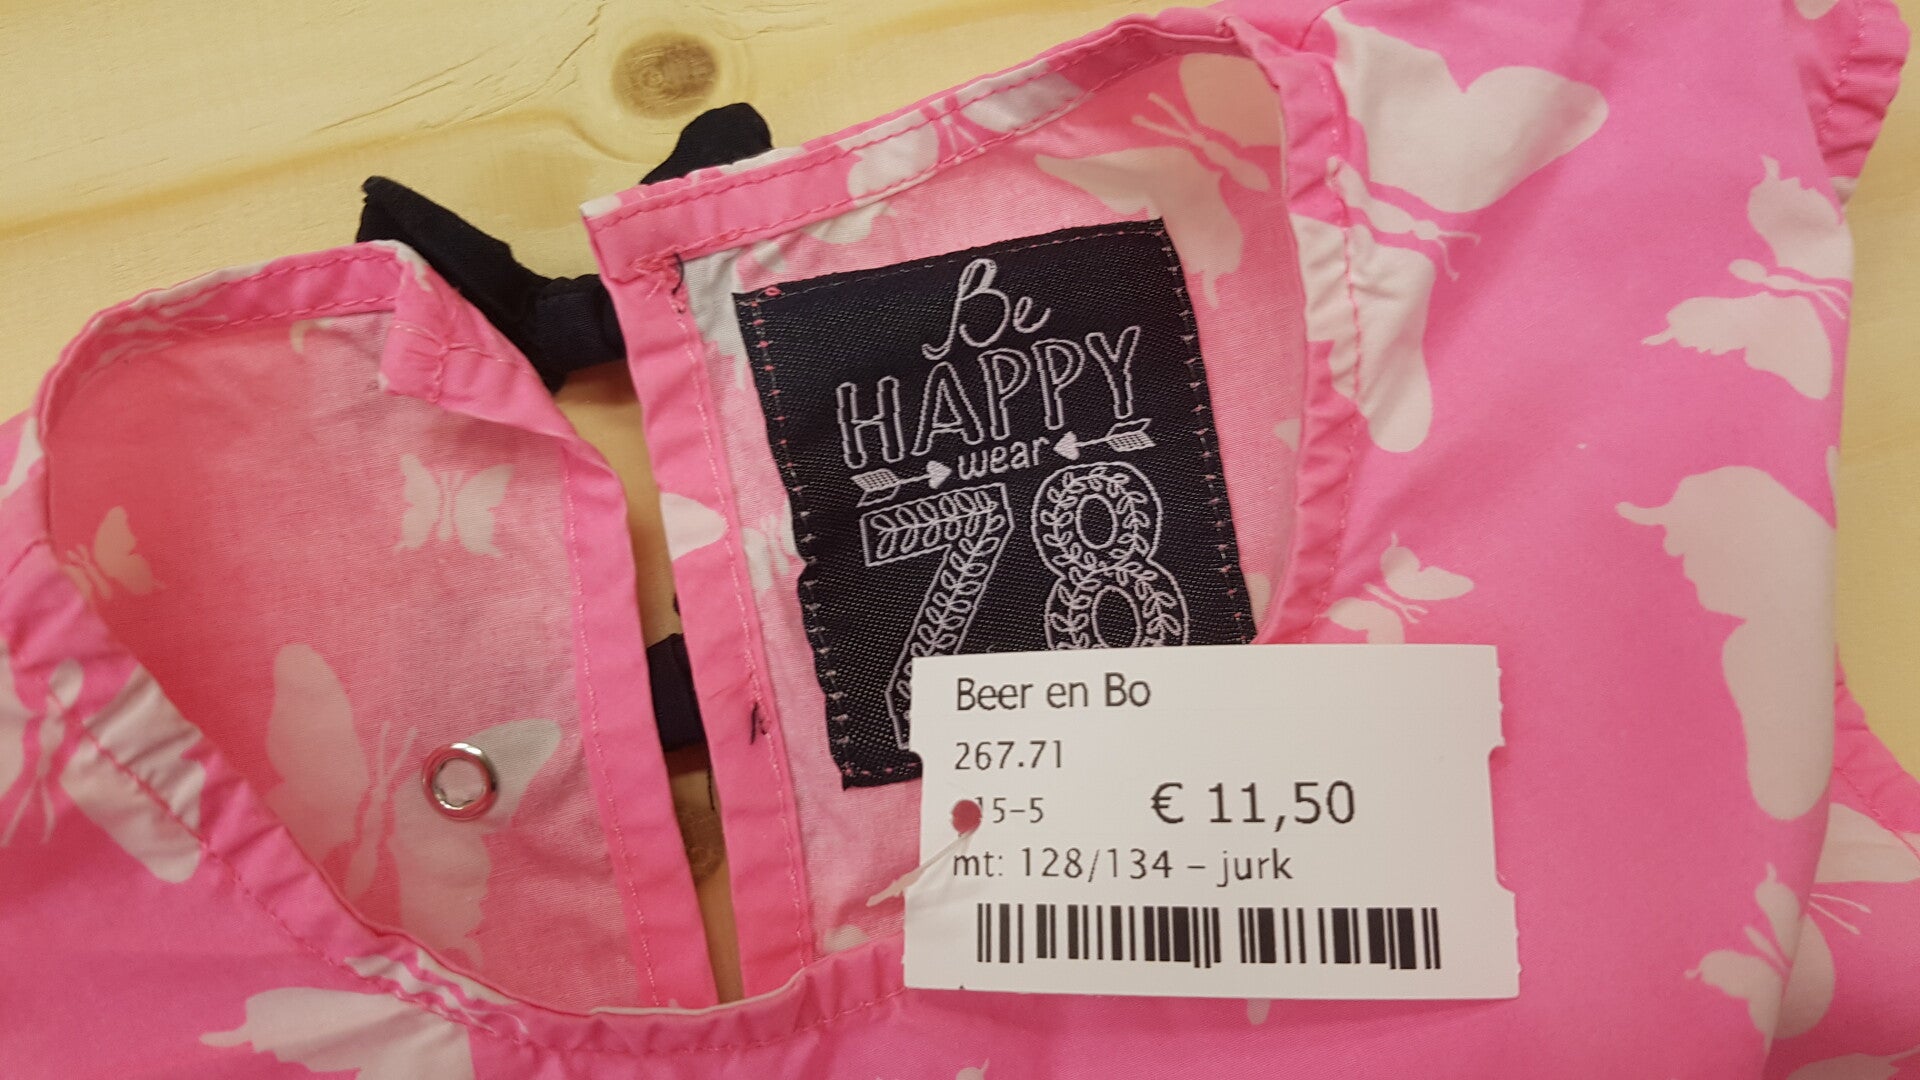 Be
HAPPY
wear
78
Beer en Bo
267.71
15-5
€ 11,50
mt: 128/134 - jurk